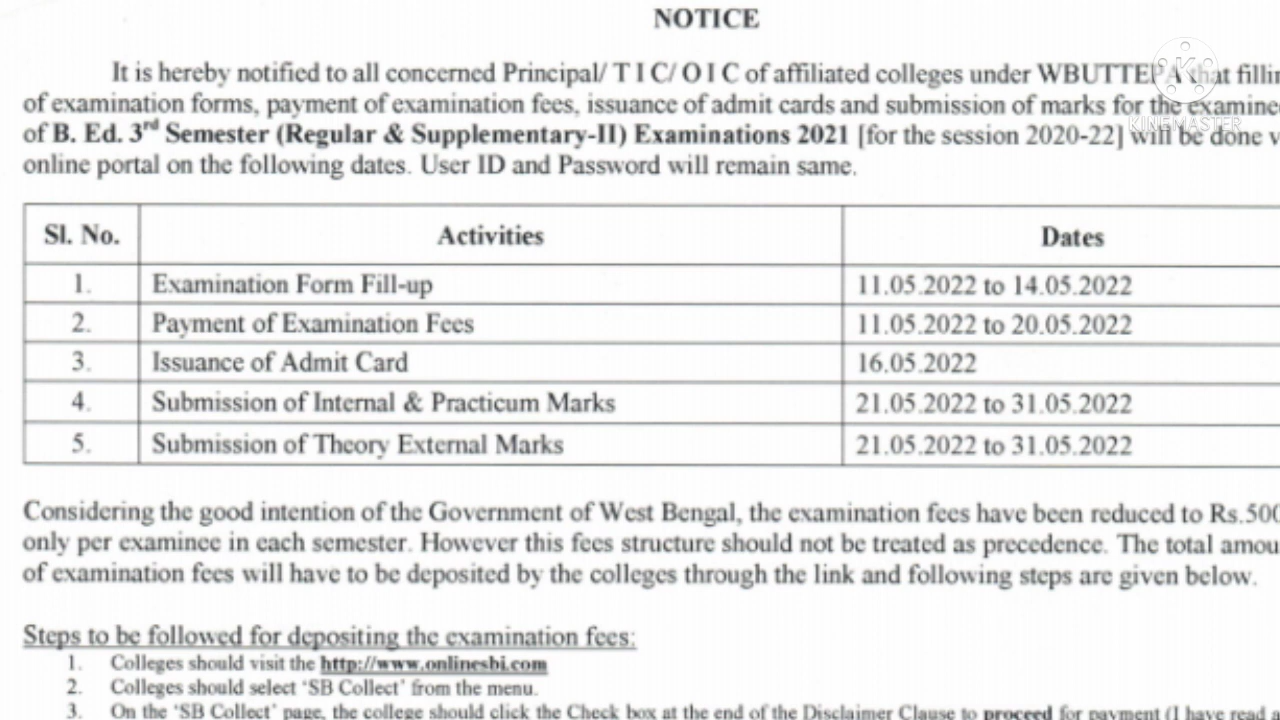 NOTICE
It is hereby notified to all concerned Principal/ T I C/ O I C of affiliated colleges under WBUTTEPA that fillin
of examination forms, payment of examination fees, issuance of admit cards and submission of marks for the examine
of B. Ed. 3rd Semester (Regular & Supplementary-II) Examinations 2021 [for the session 2020-22] will be done v
online portal on the following dates. User ID and Password will remain same.
Sl. No. Activities Dates
1. Examination Form Fill-up 11.05.2022 to 14.05.2022
2. Payment of Examination Fees 11.05.2022 to 20.05.2022
3. Issuance of Admit Card 16.05.2022
4. Submission of Internal & Practicum Marks 21.05.2022 to 31.05.2022
5. Submission of Theory External Marks 21.05.2022 to 31.05.2022
Considering the good intention of the Government of West Bengal, the examination fees have been reduced to Rs.500
only per examinee in each semester. However this fees structure should not be treated as precedence. The total amou
of examination fees will have to be deposited by the colleges through the link and following steps are given below.
Steps to be followed for depositing the examination fees:
1. Colleges should visit the http://www.onlinesbi.com
2. Colleges should select 'SB Collect' from the menu.
3. On the 'SB Collect' page, the college should click the Check box at the end of the Disclaimer Clause to proceed for payment (I have read
K
KINEMASTER